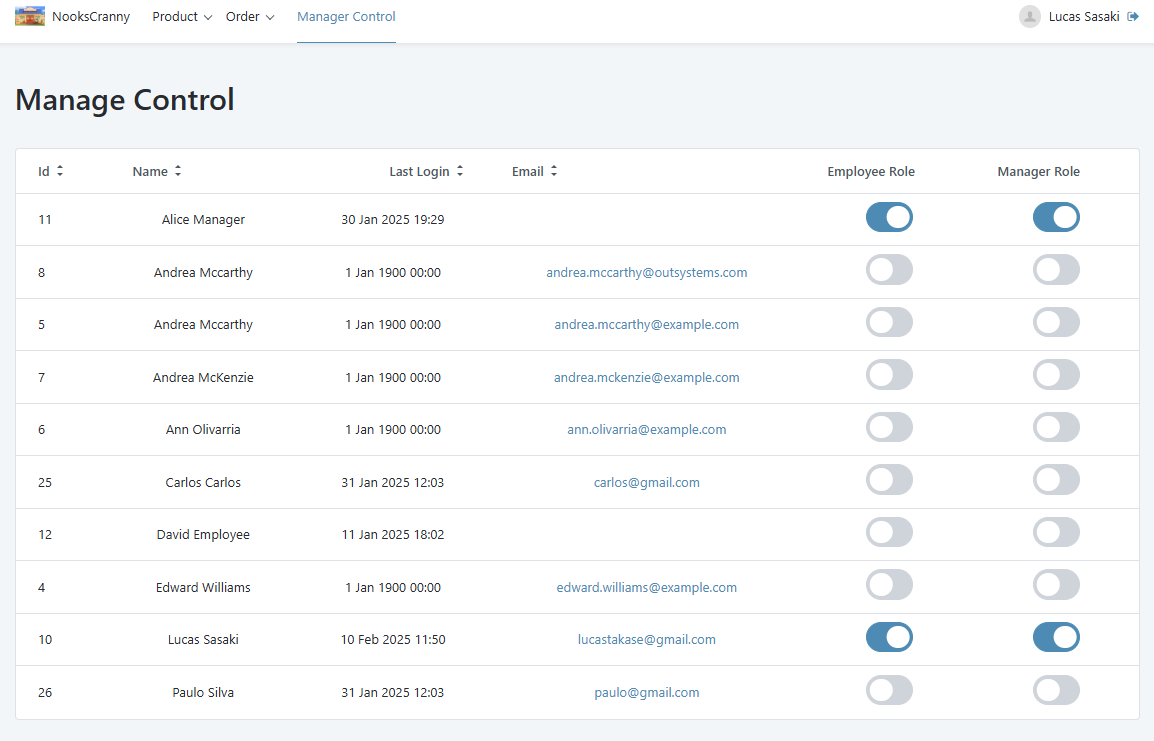 NooksCranny Product Order Manager Control Lucas Sasaki
Manage Control
Id Name Last Login Email Employee Role Manager Role
11 Alice Manager 30 Jan 2025 19:29
8 Andrea Mccarthy 1 Jan 1900 00:00 andrea.mccarthy@outsystems.com
5 Andrea Mccarthy 1 Jan 1900 00:00 andrea.mccarthy@example.com
7 Andrea McKenzie 1 Jan 1900 00:00 andrea.mckenzie@example.com
6 Ann Olivarria 1 Jan 1900 00:00 ann.olivarria@example.com
25 Carlos Carlos 31 Jan 2025 12:03 carlos@gmail.com
12 David Employee 11 Jan 2025 18:02
4 Edward Williams 1 Jan 1900 00:00 edward.williams@example.com
10 Lucas Sasaki 10 Feb 2025 11:50 lucastakase@gmail.com
26 Paulo Silva 31 Jan 2025 12:03 paulo@gmail.com